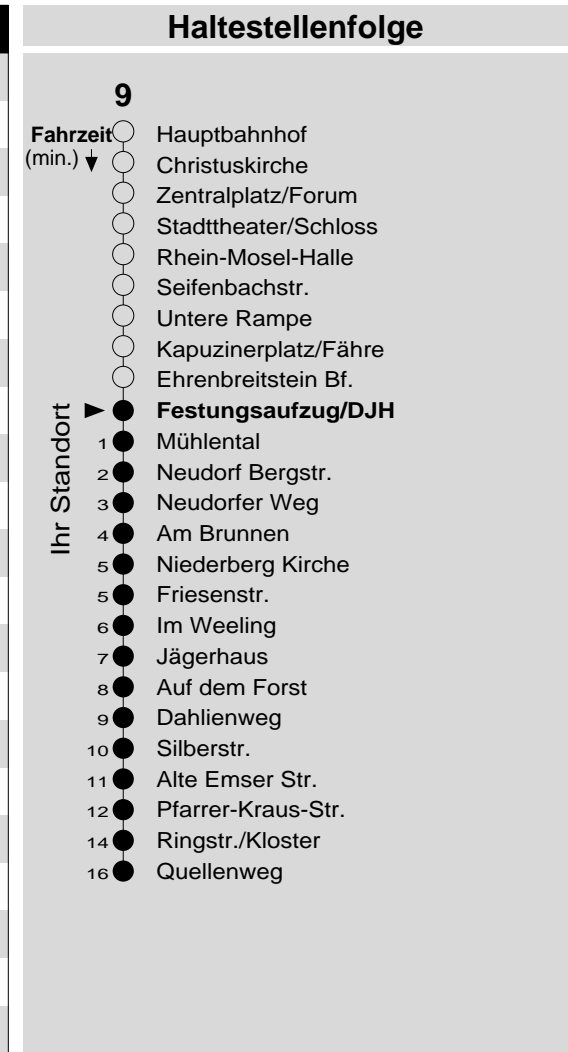 Haltestellenfolge
9
Fahrzeit Hauptbahnhof
(min.) Christuskirche
Zentralplatz/Forum
Stadttheater/Schloss
Rhein-Mosel-Halle
Seifenbachstr.
Untere Rampe
Kapuzinerplatz/Fähre
Ehrenbreitstein Bf.
Ihr Standort
Festungsaufzug/DJH
1 Mühlental
2 Neudorf Bergstr.
3 Neudorfer Weg
4 Am Brunnen
5 Niederberg Kirche
5 Friesenstr.
6 Im Weeling
7 Jägerhaus
8 Auf dem Forst
9 Dahlienweg
10 Silberstr.
11 Alte Emser Str.
12 Pfarrer-Kraus-Str.
14 Ringstr./Kloster
16 Quellenweg